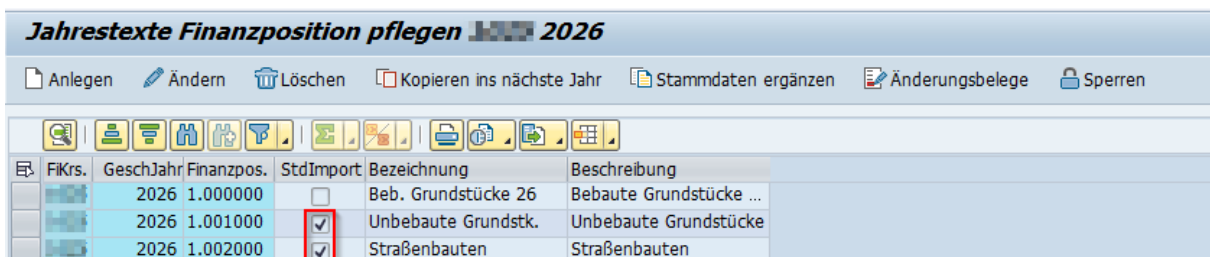 Jahrestexte Finanzposition pflegen 2026
Anlegen Ändern Löschen Kopieren ins nächste Jahr Stammdaten ergänzen Änderungsbelege Sperren
FiKrs. GeschJahr Finanzpos. StdImport Bezeichnung Beschreibung
2026 1.000000 Beb. Grundstücke 26 Bebaute Grundstücke ...
2026 1.001000 Unbebaute Grundstk. Unbebaute Grundstücke
2026 1.002000 Straßenbauten Straßenbauten